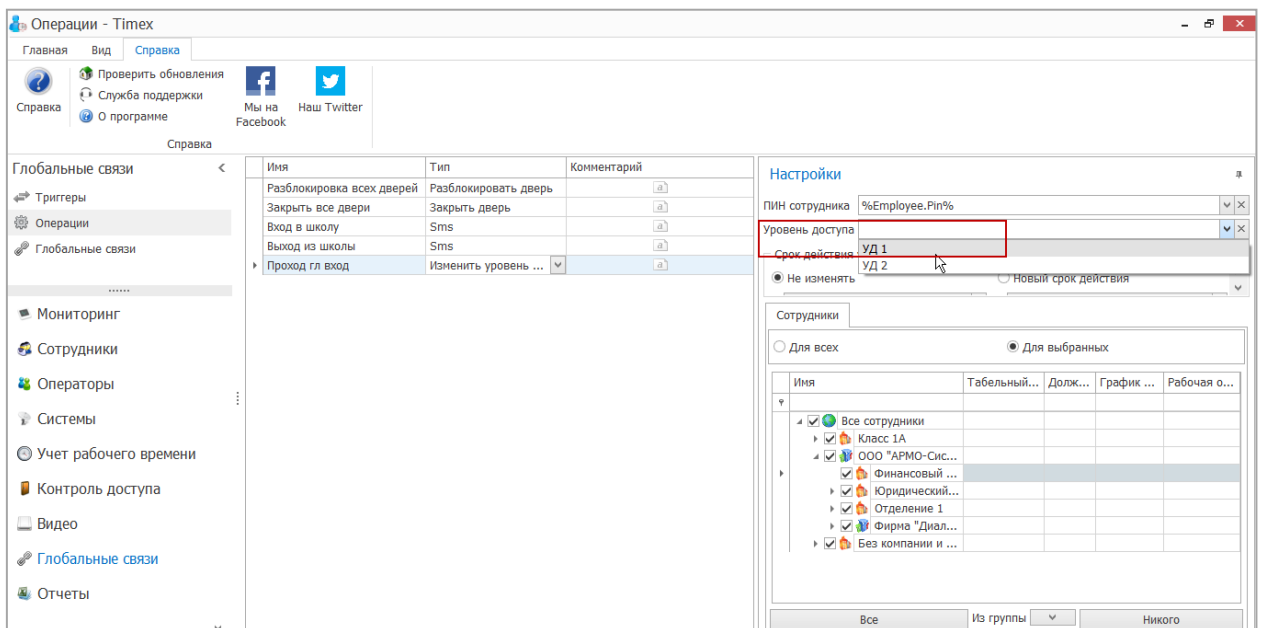 Операции - Timex
Главная Вид Справка
Справка
Проверить обновления
Служба поддержки
О программе
Мы на Facebook
Наш Twitter
Справка
Глобальные связи
Триггеры
Операции
Глобальные связи
Мониторинг
Сотрудники
Операторы
Системы
Учет рабочего времени
Контроль доступа
Видео
Глобальные связи
Отчеты
Имя Тип Комментарий
Разблокировка всех дверей Разблокировать дверь
Закрыть все двери Закрыть дверь
Вход в школу Sms
Выход из школы Sms
Проход гл вход Изменить уровень ...
Настройки
ПИН сотрудника %Employee.Pin%
Уровень доступа
УД 1
УД 2
Срок действия
Не изменять Новый срок действия
Сотрудники
Для всех Для выбранных
Имя Табельный... Долж... График ... Рабочая о...
Все сотрудники
Класс 1А
ООО "АРМО-Сис...
Финансовый ...
Юридический...
Отделение 1
Фирма "Диал...
Без компании и ...
Все Из группы Никого